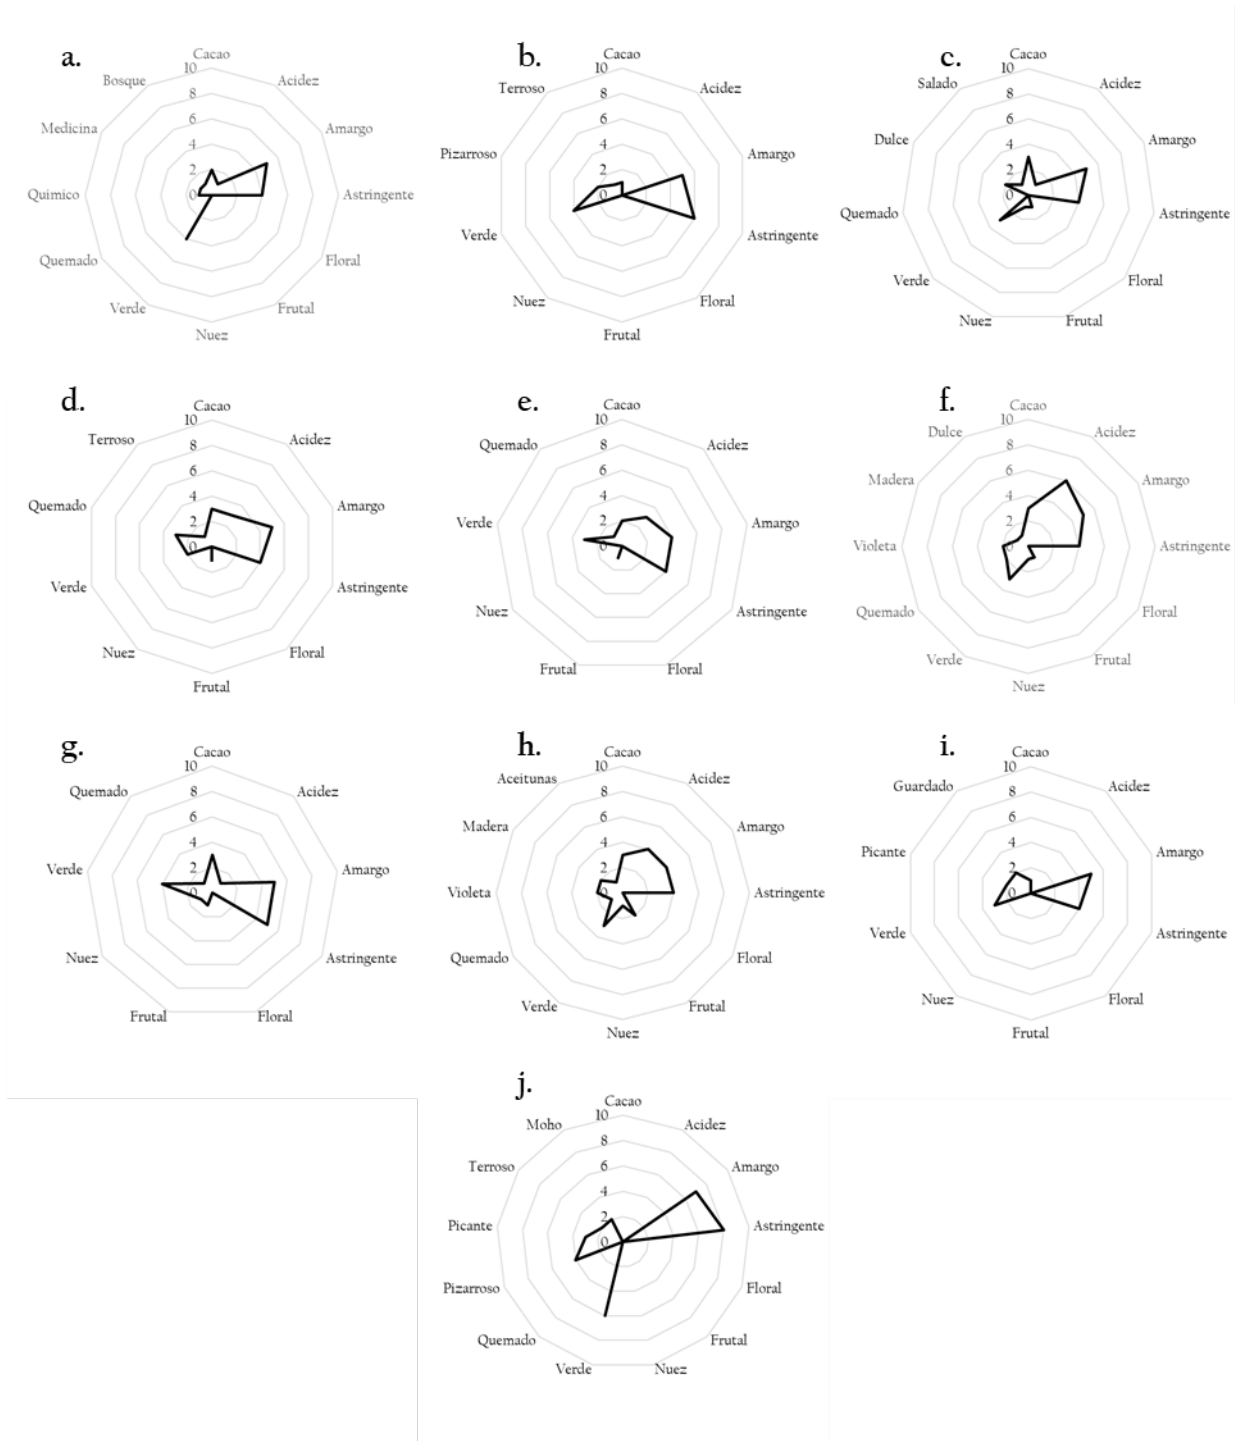 a.
Cacao
10
Bosque
Acidez
8
6
Medicina
Amargo
4
2
Quimico
0
Astringente
Quemado
Floral
Verde
Frutal
Nuez
b.
Cacao
10
Terroso
Acidez
8
6
4
Pizarroso
Amargo
2
0
Verde
Astringente
Nuez
Floral
Frutal
c.
Cacao
10
Salado
Acidez
8
6
Dulce
Amargo
4
2
0
Quemado
Astringente
Verde
Floral
Nuez
Frutal
d.
Cacao
10
Terroso
Acidez
8
6
Quemado
Amargo
4
2
0
Verde
Astringente
Nuez
Floral
Frutal
e.
Cacao
10
Quemado
Acidez
8
6
4
Verde
Amargo
2
0
Nuez
Astringente
Frutal
Floral
f.
Cacao
10
Dulce
Acidez
8
6
Madera
Amargo
4
2
Violeta
0
Astringente
Quemado
Floral
Verde
Frutal
Nuez
g.
Cacao
10
Quemado
Acidez
8
6
4
Verde
Amargo
2
0
Nuez
Astringente
Frutal
Floral
h.
Cacao
10
Aceitunas
Acidez
8
6
Madera
Amargo
4
2
Violeta
0
Astringente
Quemado
Floral
Verde
Frutal
Nuez
i.
Cacao
10
Guardado
Acidez
8
6
4
Picante
Amargo
2
0
Verde
Astringente
Nuez
Floral
Frutal
j.
Cacao
10
Moho
Acidez
8
6
Terroso
Amargo
4
2
Picante
Astringente
0
Pizarroso
Floral
Quemado
Frutal
Verde
Nuez